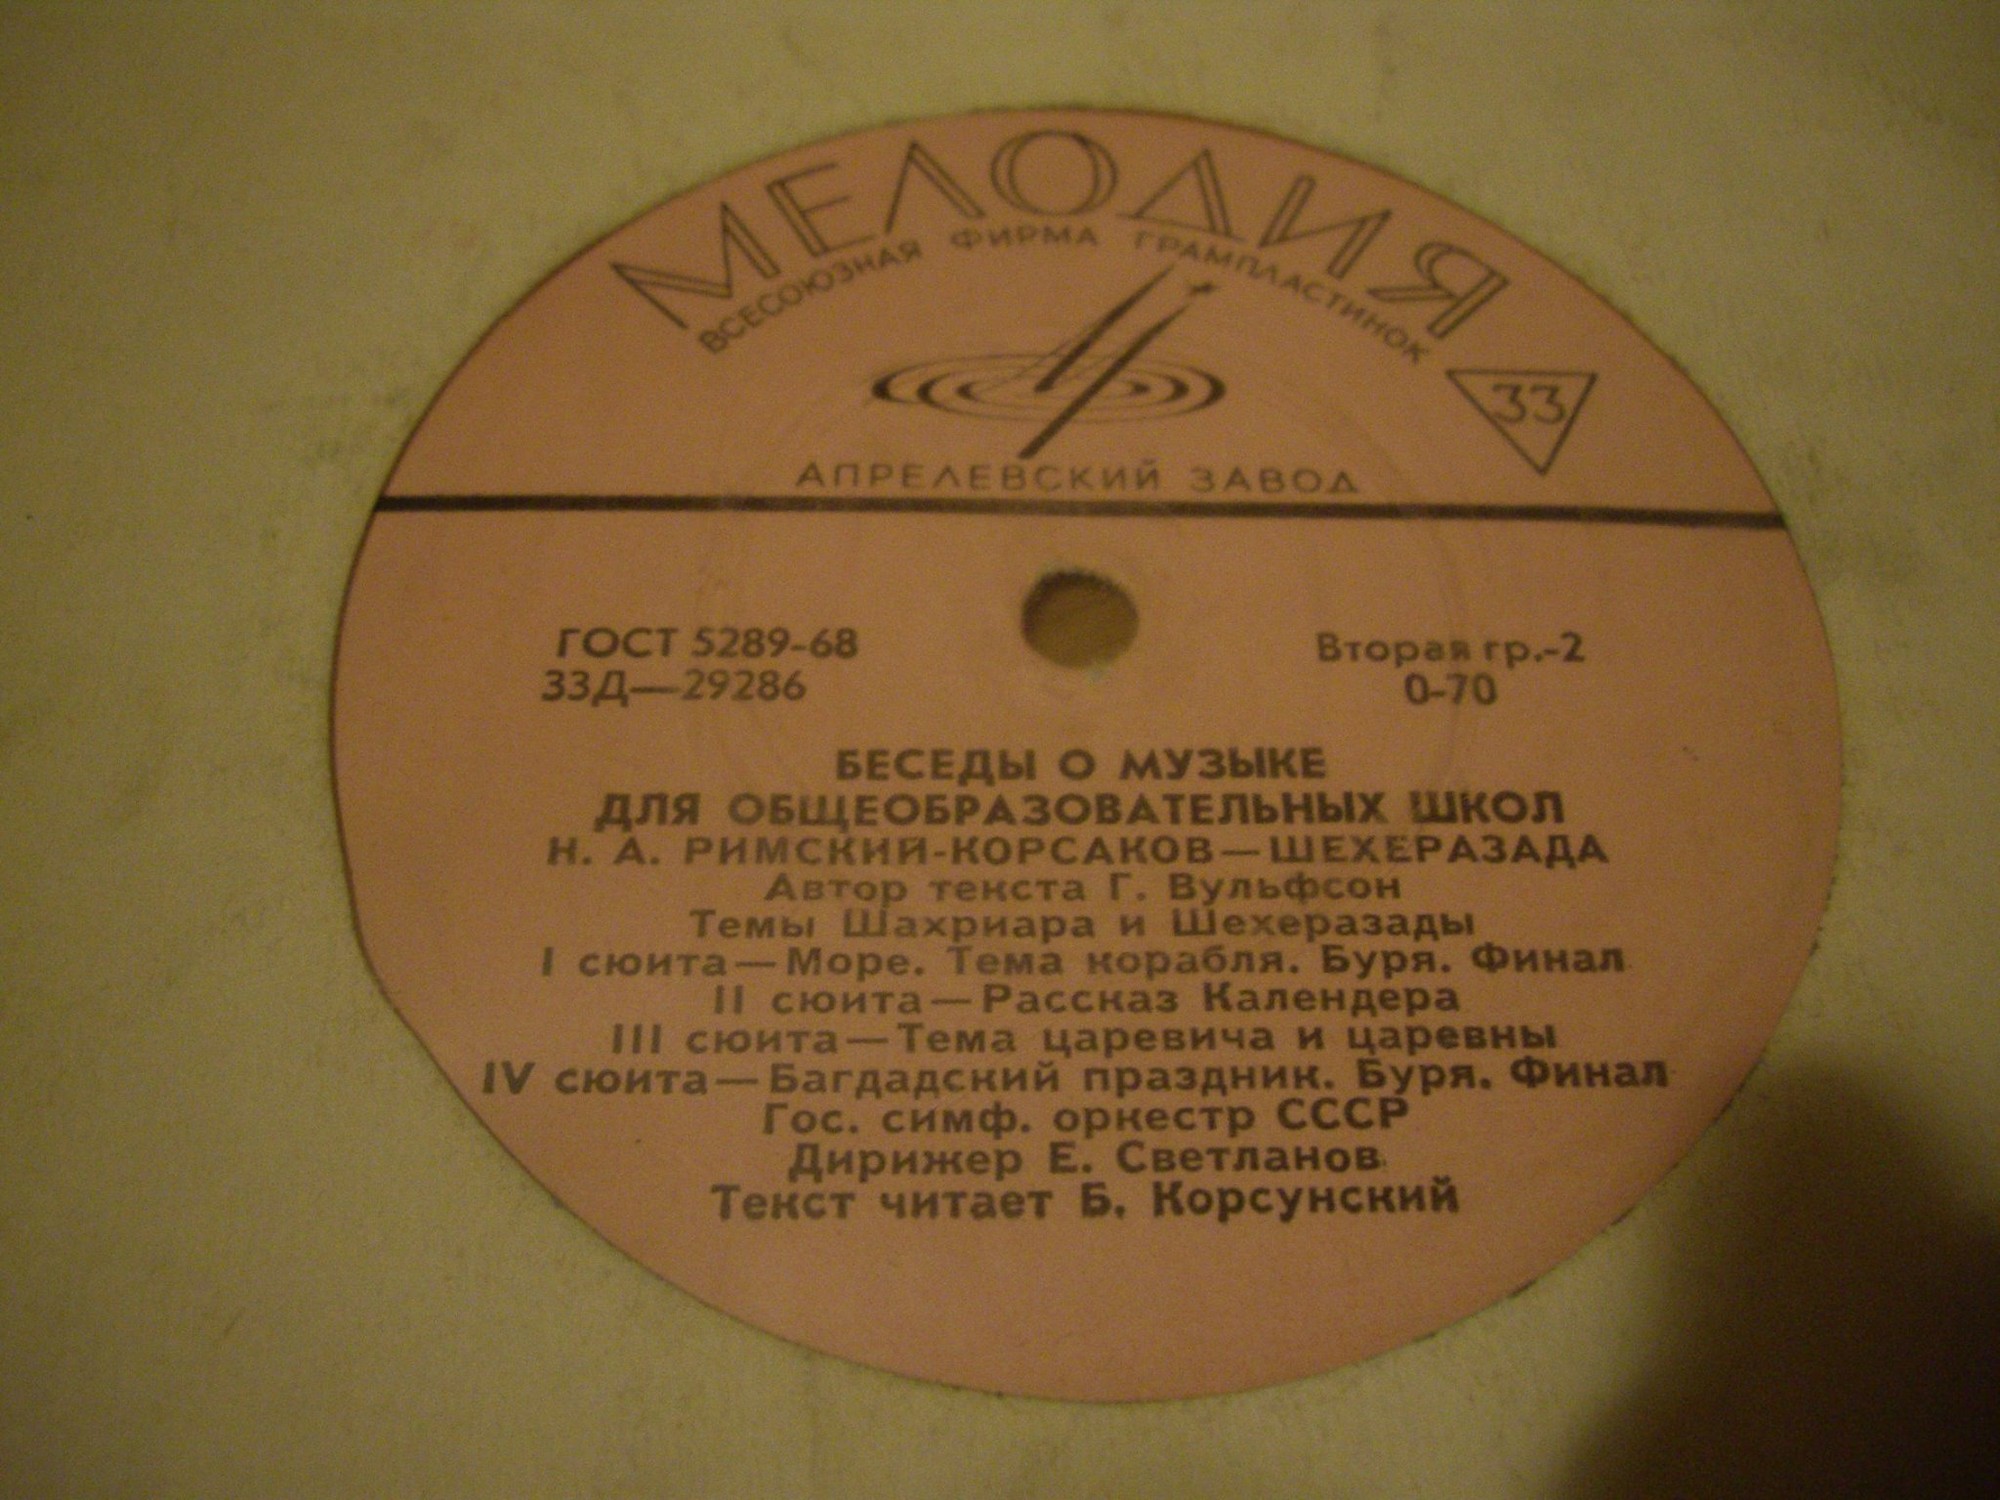 МЕЛОДИЯ
ВСЕСОЮЗНАЯ ФИРМА ГРАМПЛАСТИНОК
33
АПРЕЛЕВСКИЙ ЗАВОД
ГОСТ 5289-68
Вторая гр.-2
33Д—29286
0-70
БЕСЕДЫ О МУЗЫКЕ
ДЛЯ ОБЩЕОБРАЗОВАТЕЛЬНЫХ ШКОЛ
Н. А. РИМСКИЙ-КОРСАКОВ—ШЕХЕРАЗАДА
Автор текста Г. Вульфсон
Темы Шахриара и Шехеразады
I сюита—Море. Тема корабля. Буря. Финал
II сюита—Рассказ Календера
III сюита—Тема царевича и царевны
IV сюита—Багдадский праздник. Буря. Финал
Гос. симф. оркестр СССР
Дирижер Е. Светланов
Текст читает Б. Корсунский